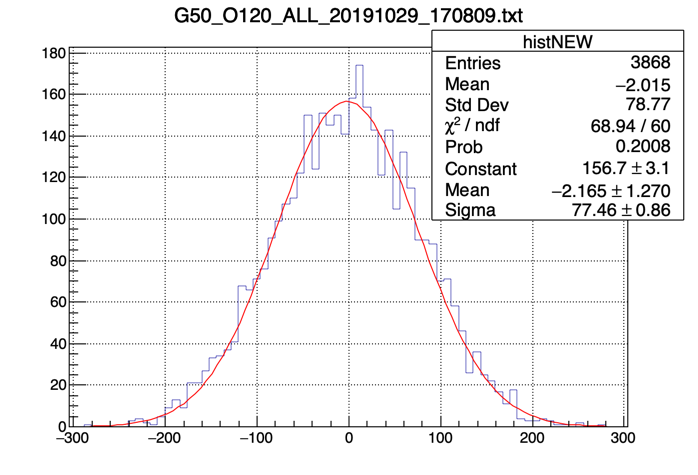 G50_O120_ALL_20191029_170809.txt
histNEW
Entries 3868
Mean −2.015
Std Dev 78.77
χ² / ndf 68.94 / 60
Prob 0.2008
Constant 156.7 ± 3.1
Mean −2.165 ± 1.270
Sigma 77.46 ± 0.86
180
160
140
120
100
80
60
40
20
0
−300 −200 −100 0 100 200 300